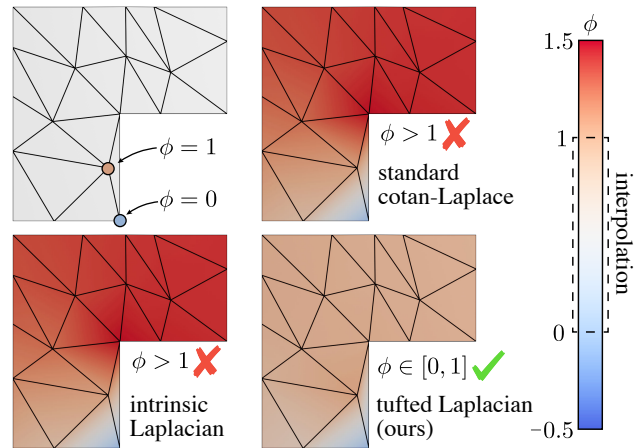 ϕ = 1
ϕ = 0
ϕ > 1 ✘
standard
cotan-Laplace
ϕ > 1 ✘
intrinsic
Laplacian
ϕ ∈ [0, 1] ✓
tufted Laplacian
(ours)
ϕ
1.5
1
0
−0.5
interpolation